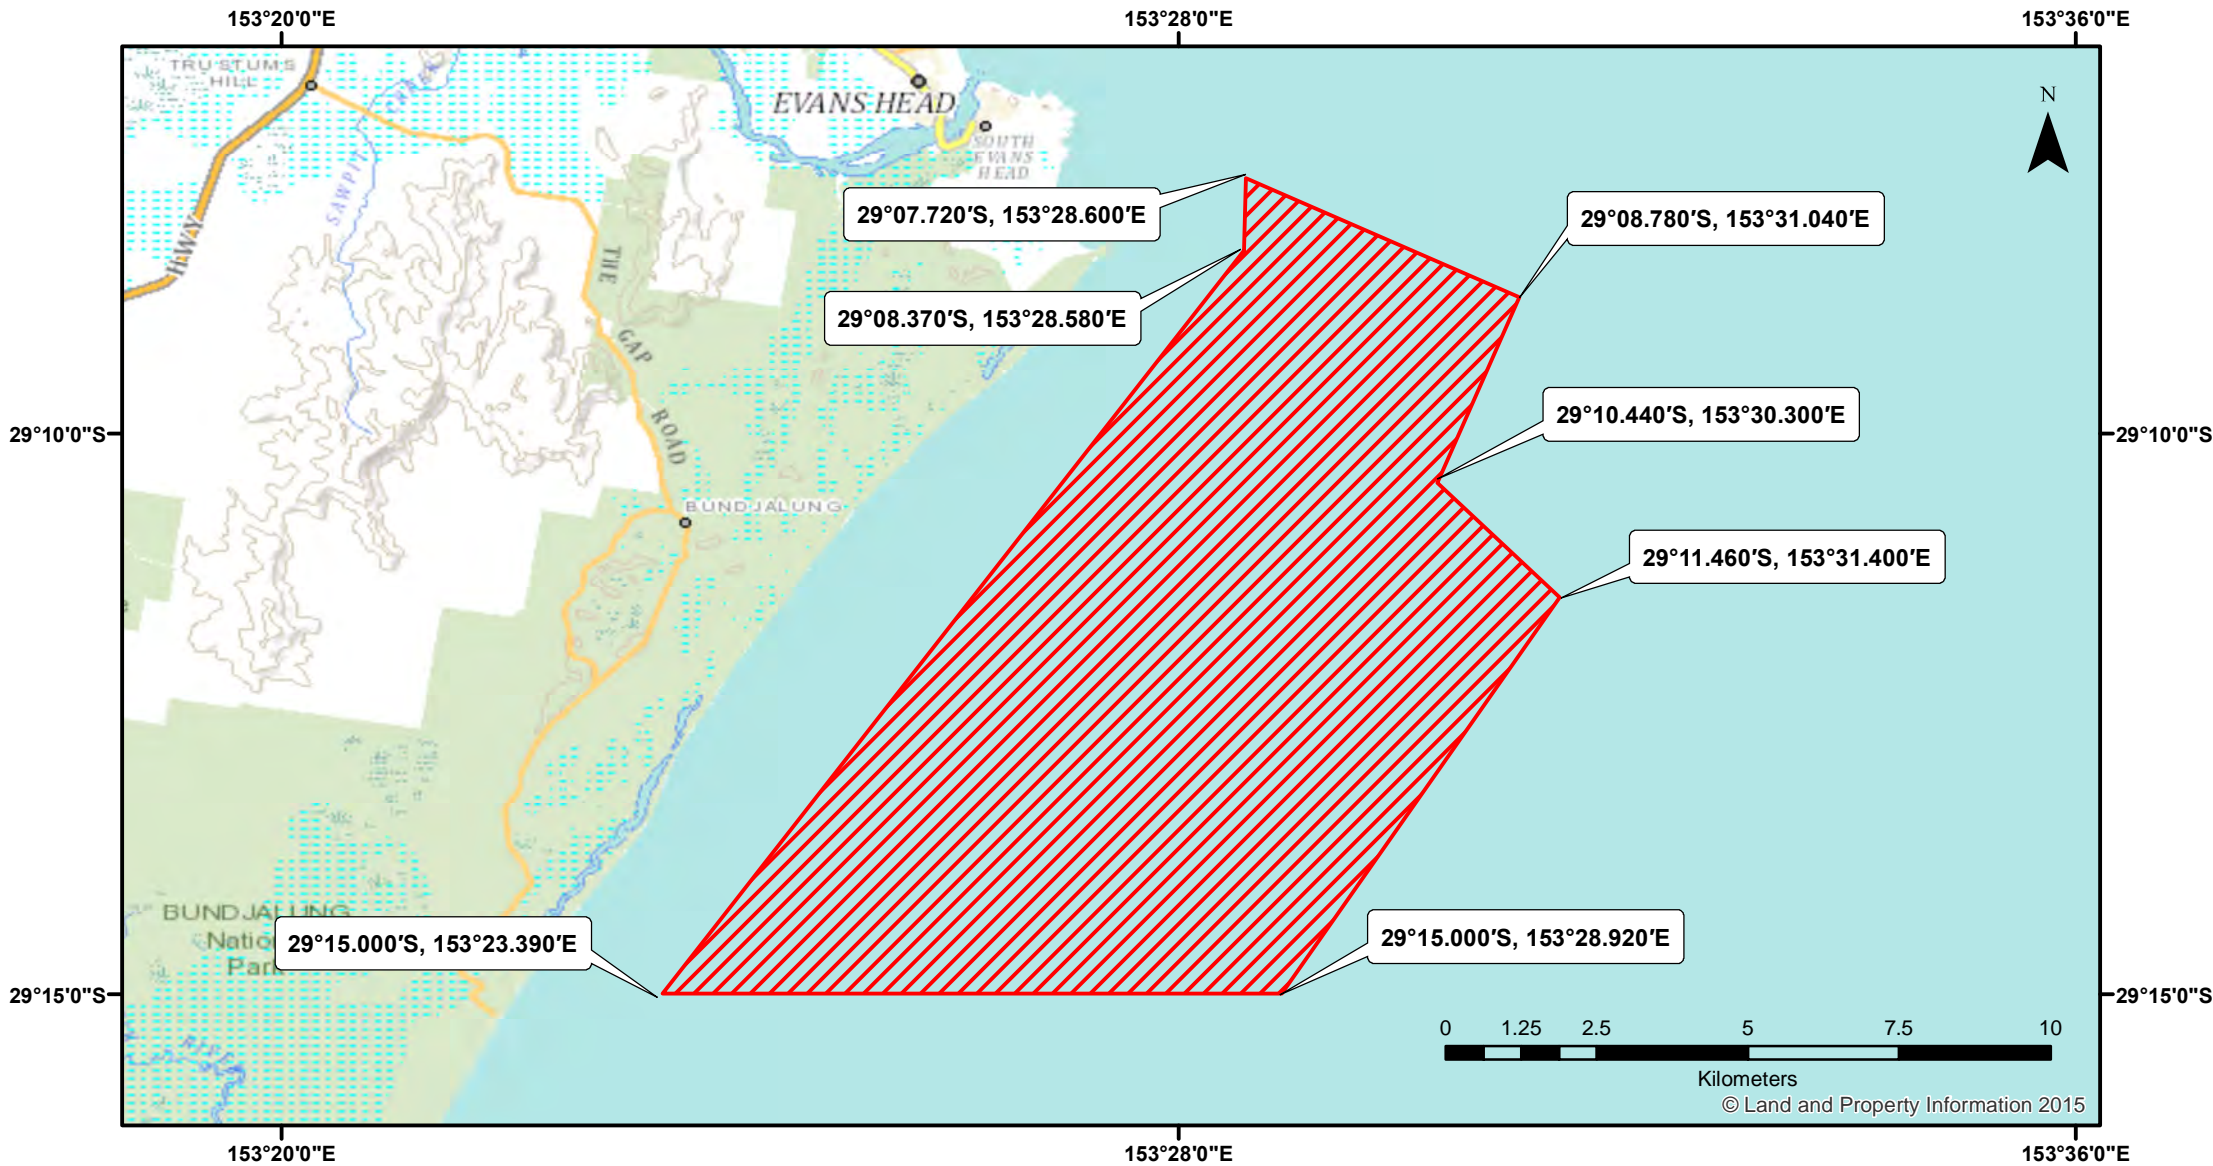 153°20'0"E
153°28'0"E
153°36'0"E
TRUSTUMS
HILL
CREEK
EVANS HEAD
N
SOUTH
EVANS
HEAD
SAWPIT
29°07.720'S, 153°28.600'E
29°08.780'S, 153°31.040'E
HWAY
THE
29°08.370'S, 153°28.580'E
GAP
ROAD
29°10.440'S, 153°30.300'E
29°10'0"S
29°10'0"S
BUNDJALUNG
29°11.460'S, 153°31.400'E
BUNDJALUNG
29°15.000'S, 153°23.390'E
29°15.000'S, 153°28.920'E
29°15'0"S
29°15'0"S
0 1.25 2.5 5 7.5 10
Kilometers
© Land and Property Information 2015
153°20'0"E
153°28'0"E
153°36'0"E